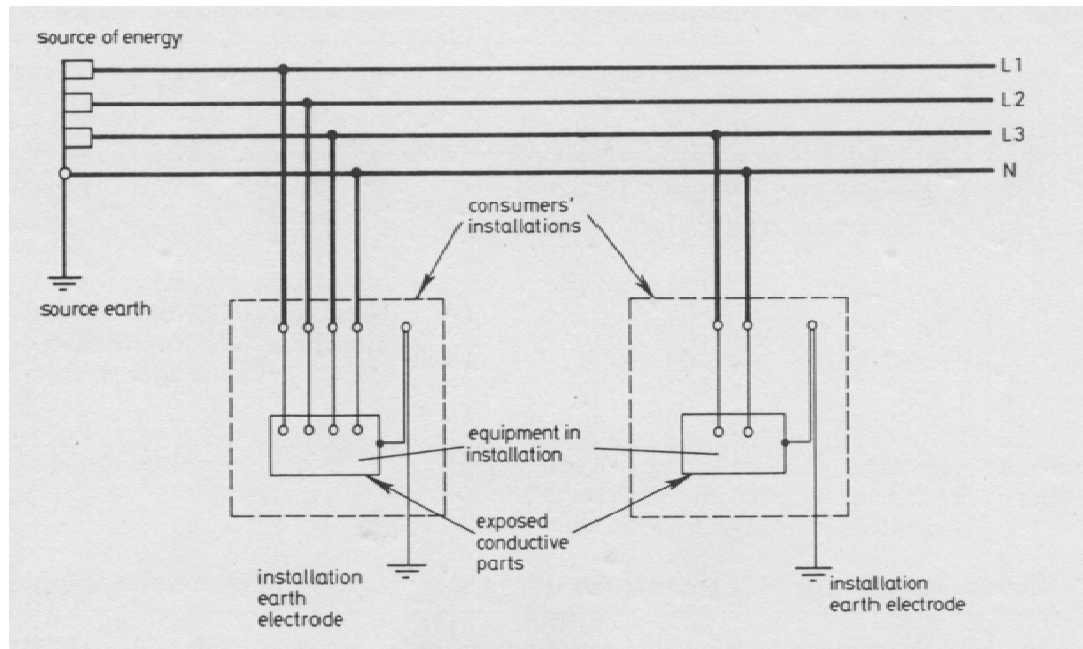 source of energy
L1
L2
L3
N
consumers'
installations
source earth
equipment in
installation
exposed
conductive
parts
installation
earth
electrode
installation
earth electrode